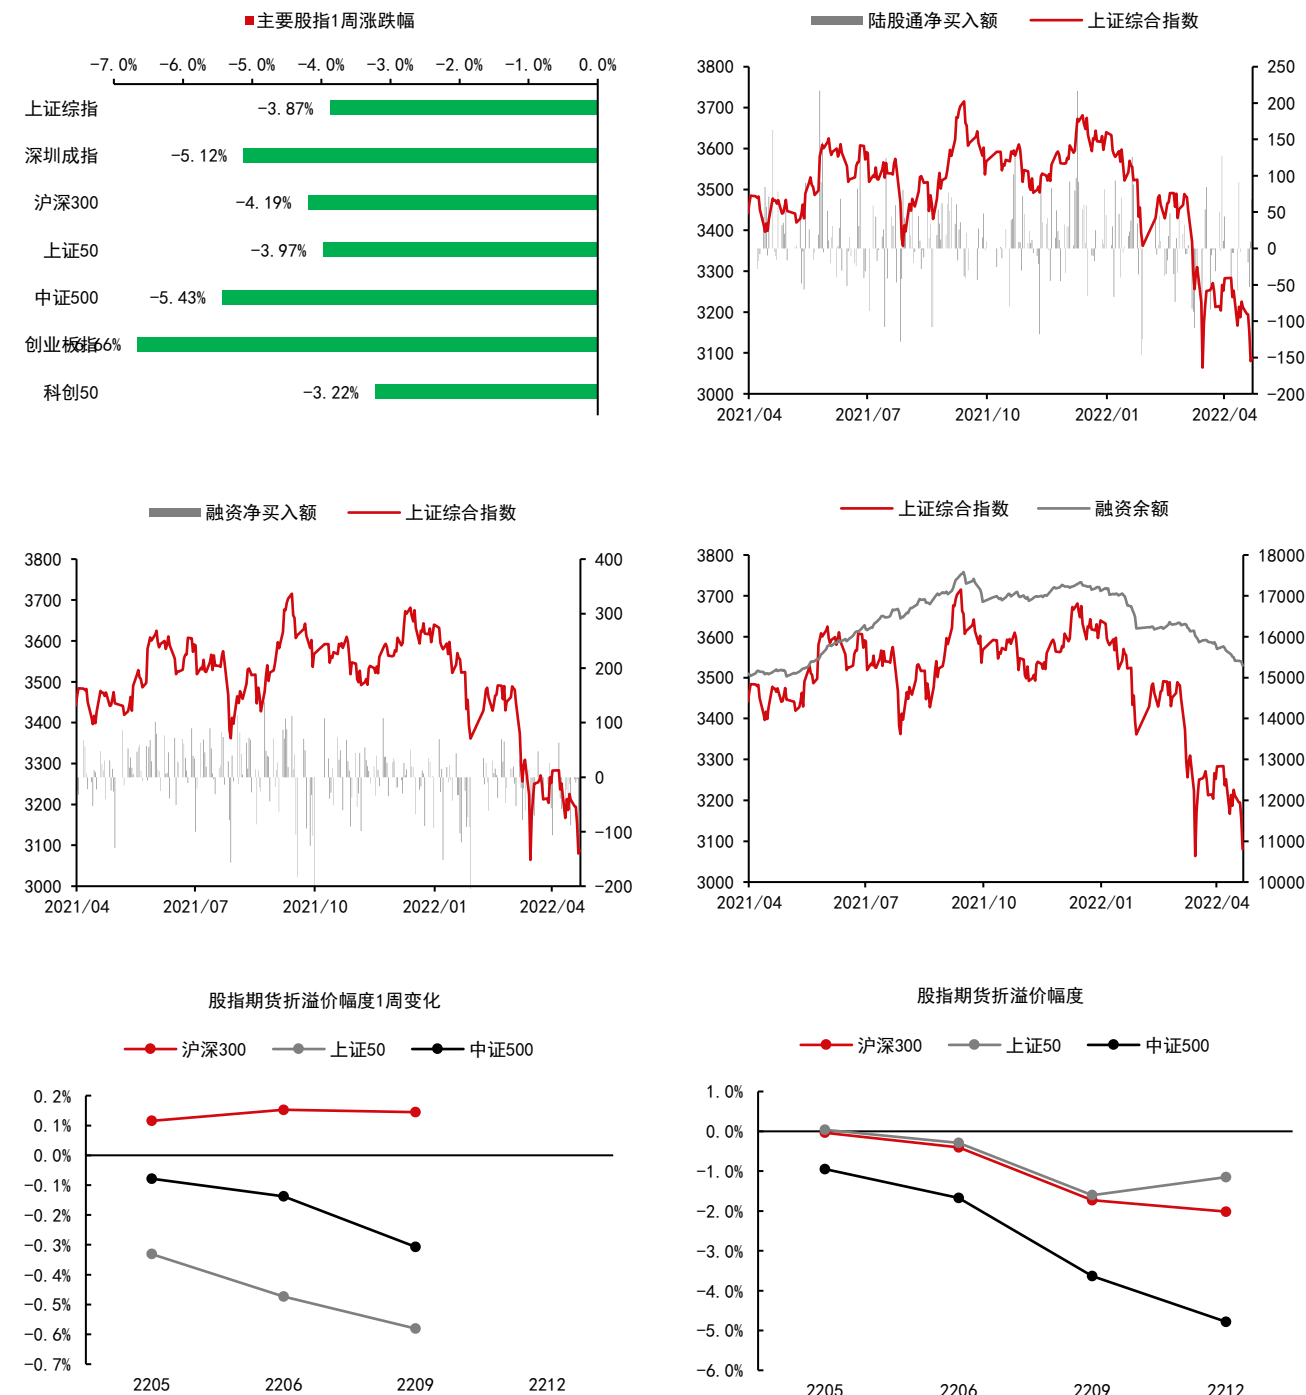 主要股指1周涨跌幅
-7.0% -6.0% -5.0% -4.0% -3.0% -2.0% -1.0% 0.0%
上证综指 -3.87%
深圳成指 -5.12%
沪深300 -4.19%
上证50 -3.97%
中证500 -5.43%
创业板指 -6.66%
科创50 -3.22%
陆股通净买入额 上证综合指数
3800 250
3700 200
3600 150
3500 100
3400 50
3300 0
3200 -50
3100 -100
3000 -150
-200
2021/04 2021/07 2021/10 2022/01 2022/04
融资净买入额 上证综合指数
3800 400
3700 300
3600 200
3500 100
3400 0
3300 -100
3200 -200
3100
3000
2021/04 2021/07 2021/10 2022/01 2022/04
上证综合指数 融资余额
3800 18000
3700 17000
3600 16000
3500 15000
3400 14000
3300 13000
3200 12000
3100 11000
3000 10000
2021/04 2021/07 2021/10 2022/01 2022/04
股指期货折溢价幅度1周变化
沪深300 上证50 中证500
0.2%
0.1%
0.0%
-0.1%
-0.2%
-0.3%
-0.4%
-0.5%
-0.6%
-0.7%
2205 2206 2209 2212
股指期货折溢价幅度
沪深300 上证50 中证500
1.0%
0.0%
-1.0%
-2.0%
-3.0%
-4.0%
-5.0%
-6.0%
2205 2206 2209 2212